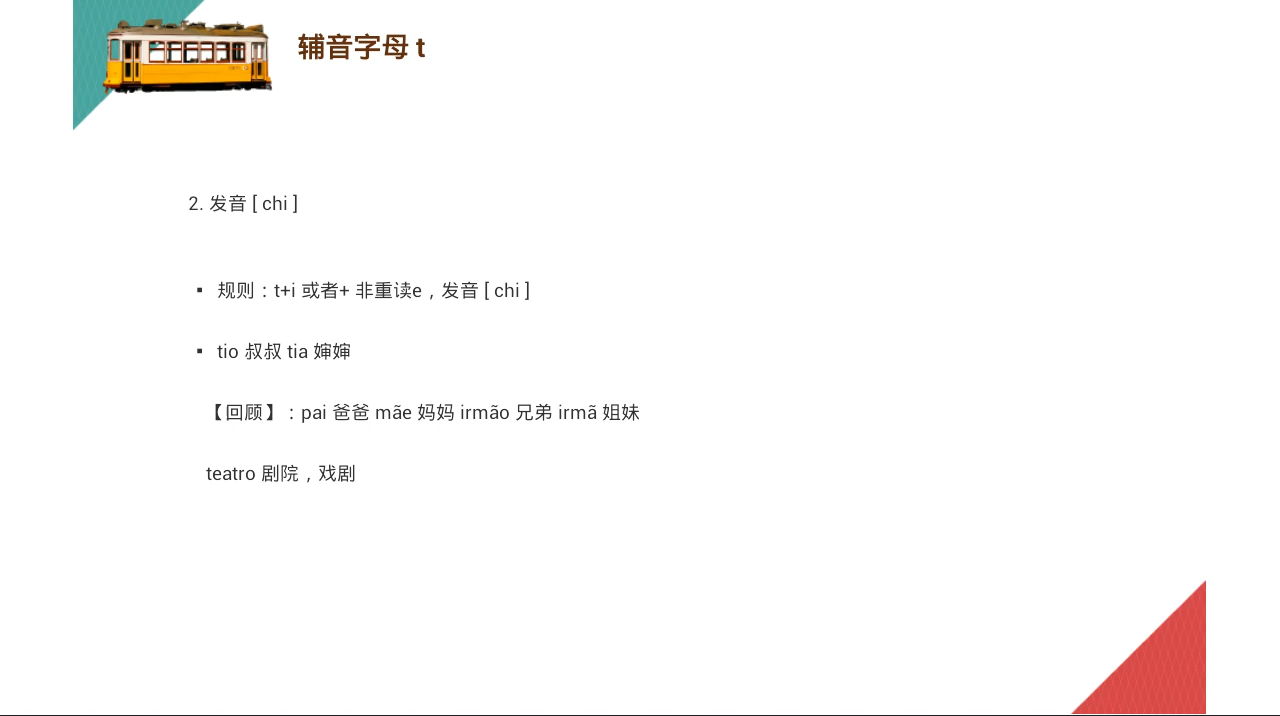 辅音字母 t
2. 发音 [ chi ]
▪ 规则：t+i 或者+ 非重读e，发音 [ chi ]
▪ tio 叔叔 tia 婶婶
【回顾】：pai 爸爸 mãe 妈妈 irmão 兄弟 irmã 姐妹
teatro 剧院，戏剧